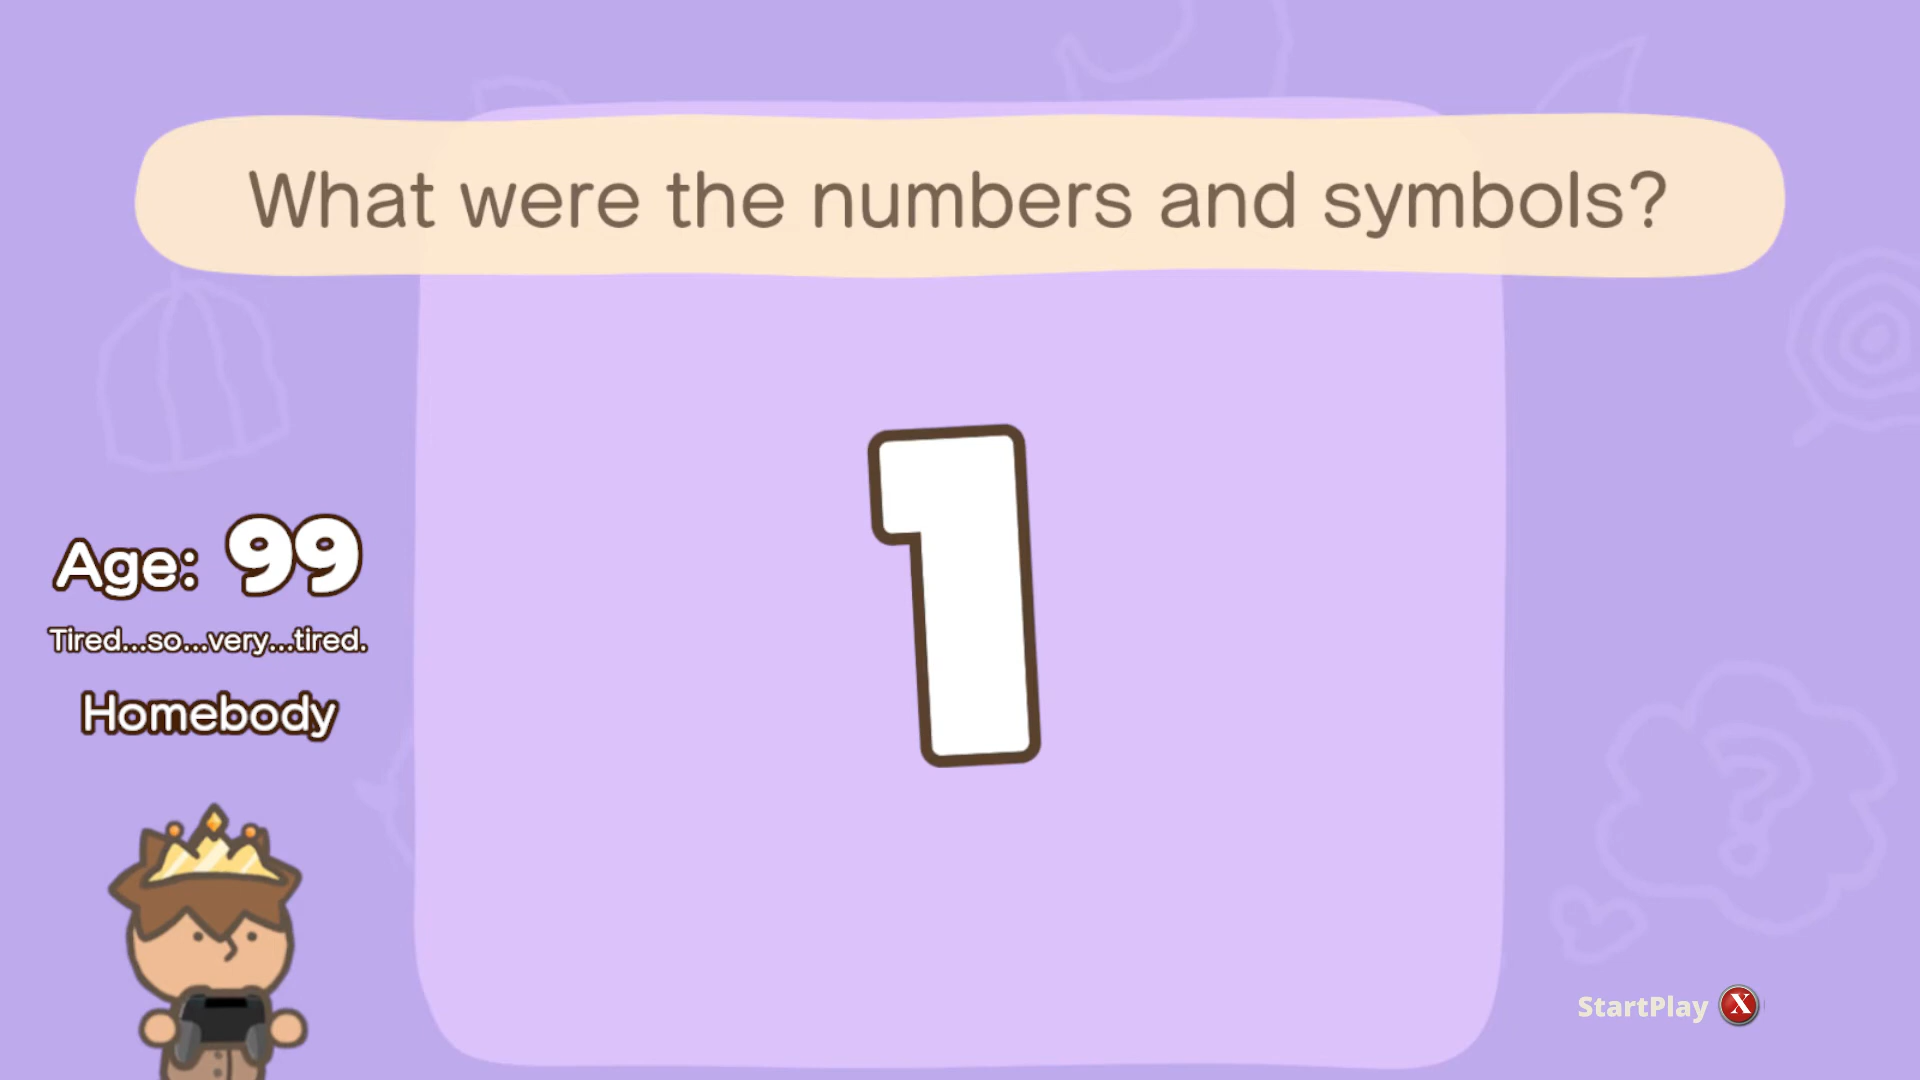 What were the numbers and symbols?
1
Age: 99
Tired...so...very...tired.
Homebody
StartPlay X